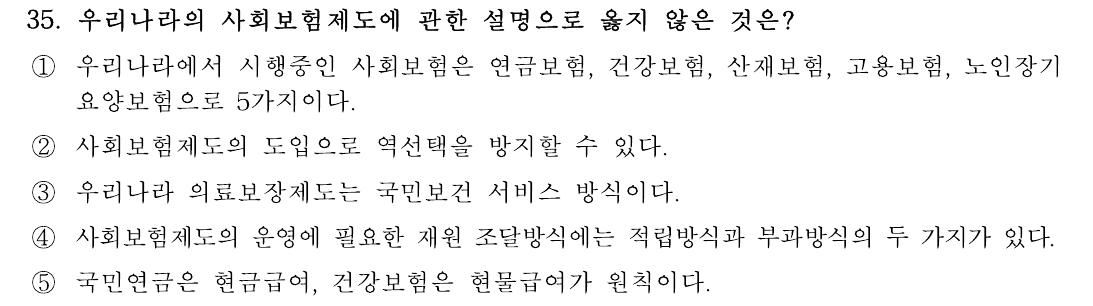 35. 우리나라의 사회보험제도에 관한 설명으로 옳지 않은 것은?
① 우리나라에서 시행중인 사회보험은 연금보험, 건강보험, 산재보험, 고용보험, 노인장기
요양보험으로 5가지이다.
② 사회보험제도의 도입으로 역선택을 방지할 수 있다.
③ 우리나라 의료보장제도는 국민보건 서비스 방식이다.
④ 사회보험제도의 운영에 필요한 재원 조달방식에는 적립방식과 부과방식의 두 가지가 있다.
⑤ 국민연금은 현금급여, 건강보험은 현물급여가 원칙이다.